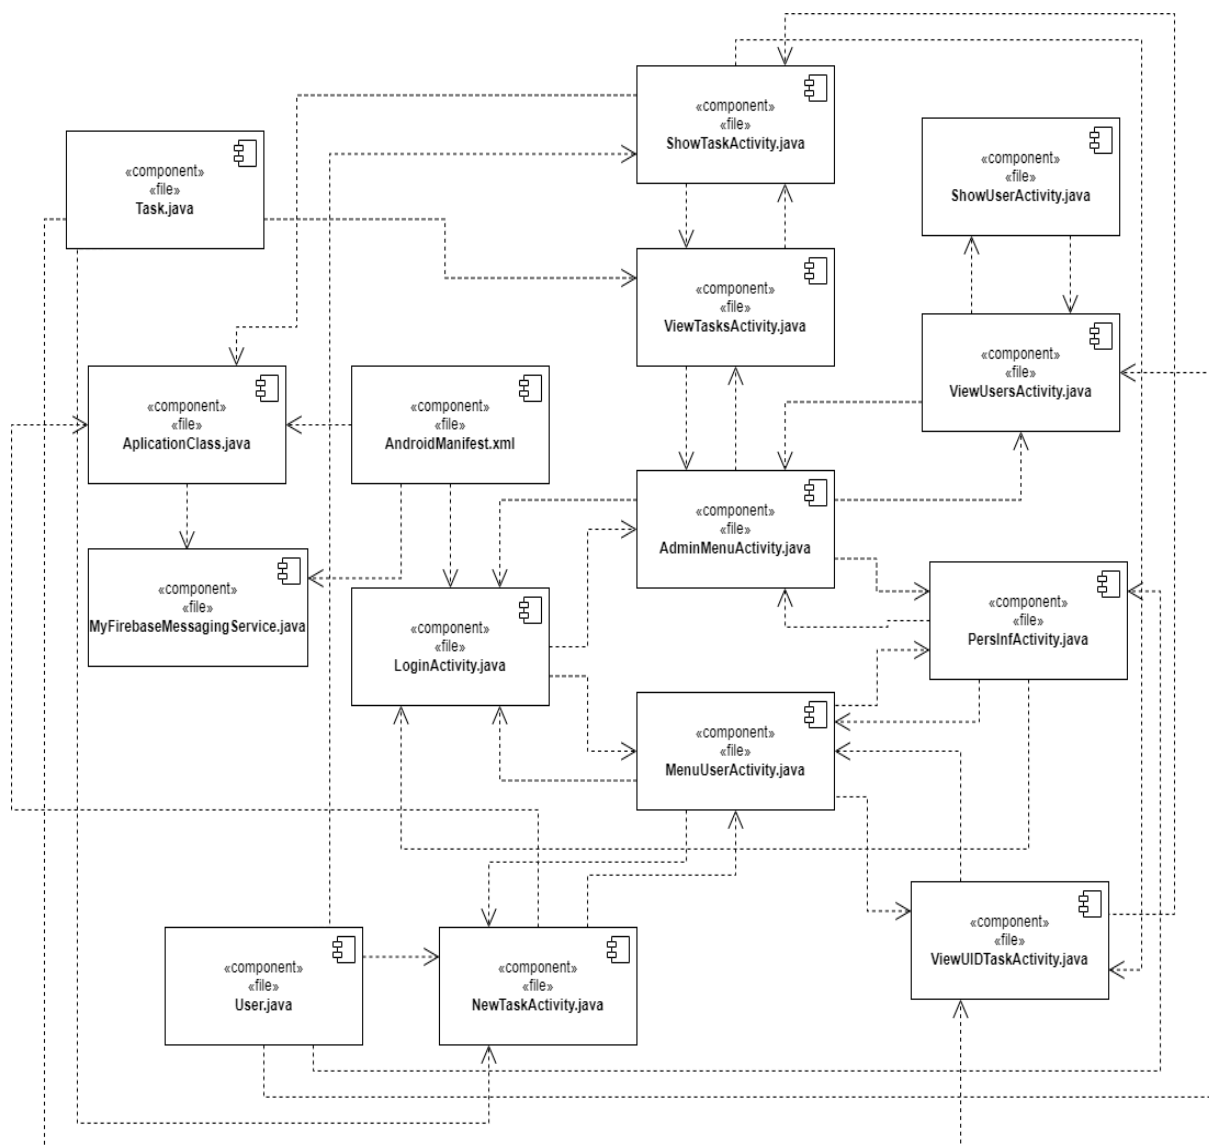 «component»
«file»
ShowTaskActivity.java
«component»
«file»
ShowUserActivity.java
«component»
«file»
Task.java
«component»
«file»
ViewTasksActivity.java
«component»
«file»
ViewUsersActivity.java
«component»
«file»
AplicationClass.java
«component»
«file»
AndroidManifest.xml
«component»
«file»
AdminMenuActivity.java
«component»
«file»
MyFirebaseMessagingService.java
«component»
«file»
LoginActivity.java
«component»
«file»
PersInfActivity.java
«component»
«file»
MenuUserActivity.java
«component»
«file»
ViewUIDTaskActivity.java
«component»
«file»
User.java
«component»
«file»
NewTaskActivity.java